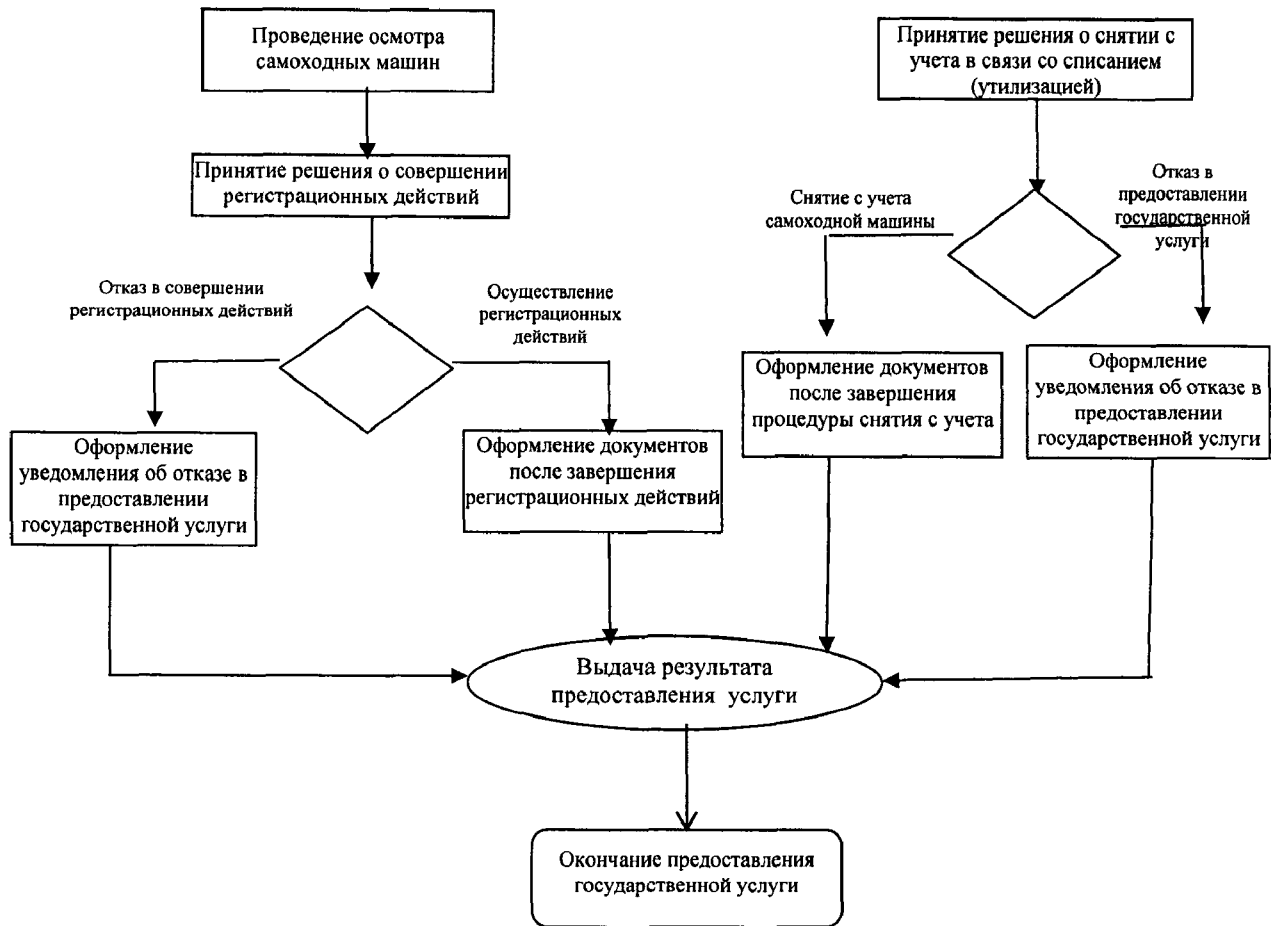 Проведение осмотра
самоходных машин
Принятие решения о снятии с
учета в связи со списанием
(утилизацией)
Принятие решения о совершении
регистрационных действий
Снятие с учета
самоходной машины
Отказ в
предоставлении
государственной
услуги
Отказ в совершении
регистрационных действий
Осуществление
регистрационных
действий
Оформление
уведомления об отказе в
предоставлении
государственной услуги
Оформление документов
после завершения
регистрационных действий
Оформление документов
после завершения
процедуры снятия с учета
Оформление
уведомления об отказе в
предоставлении
государственной услуги
Выдача результата
предоставления услуги
Окончание предоставления
государственной услуги